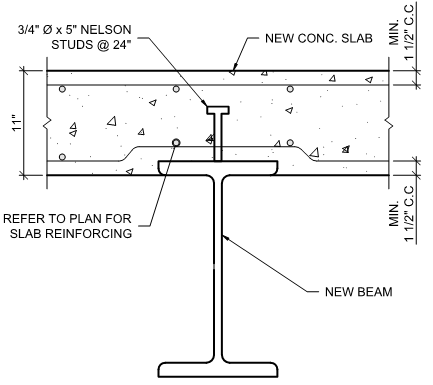 3/4" Ø x 5" NELSON
STUDS @ 24"
NEW CONC. SLAB
MIN.
1 1/2" C.C
11"
REFER TO PLAN FOR
SLAB REINFORCING
MIN.
1 1/2" C.C
NEW BEAM